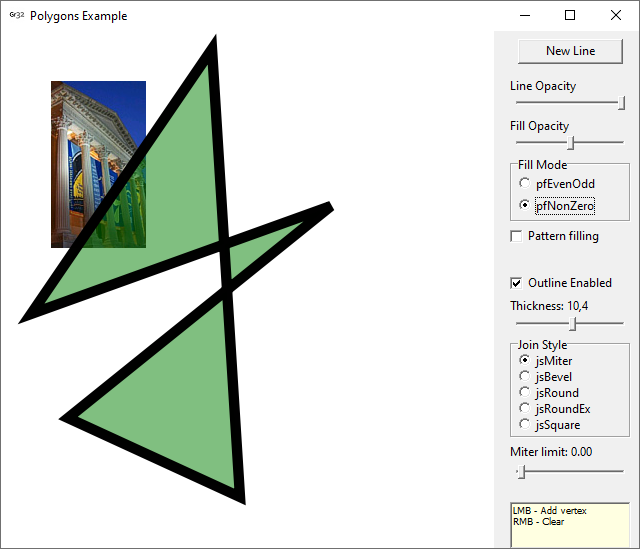 Gr32 Polygons Example
New Line
Line Opacity
Fill Opacity
Fill Mode
pfEvenOdd
pfNonZero
Pattern filling
Outline Enabled
Thickness: 10,4
Join Style
jsMiter
jsBevel
jsRound
jsRoundEx
jsSquare
Miter limit: 0.00
LMB - Add vertex
RMB - Clear